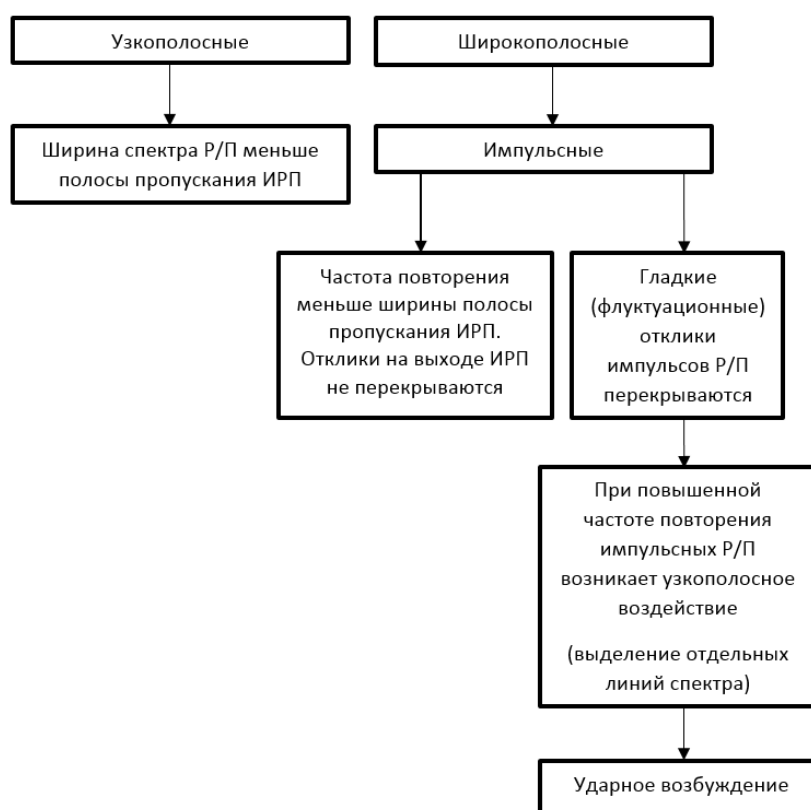 Узкополосные
Широкополосные
Ширина спектра Р/П меньше
полосы пропускания ИРП
Импульсные
Частота повторения
меньше ширины полосы
пропускания ИРП.
Отклики на выходе ИРП
не перекрываются
Гладкие
(флуктуационные)
отклики
импульсов Р/П
перекрываются
При повышенной
частоте повторения
импульсных Р/П
возникает узкополосное
воздействие
(выделение отдельных
линий спектра)
Ударное возбуждение